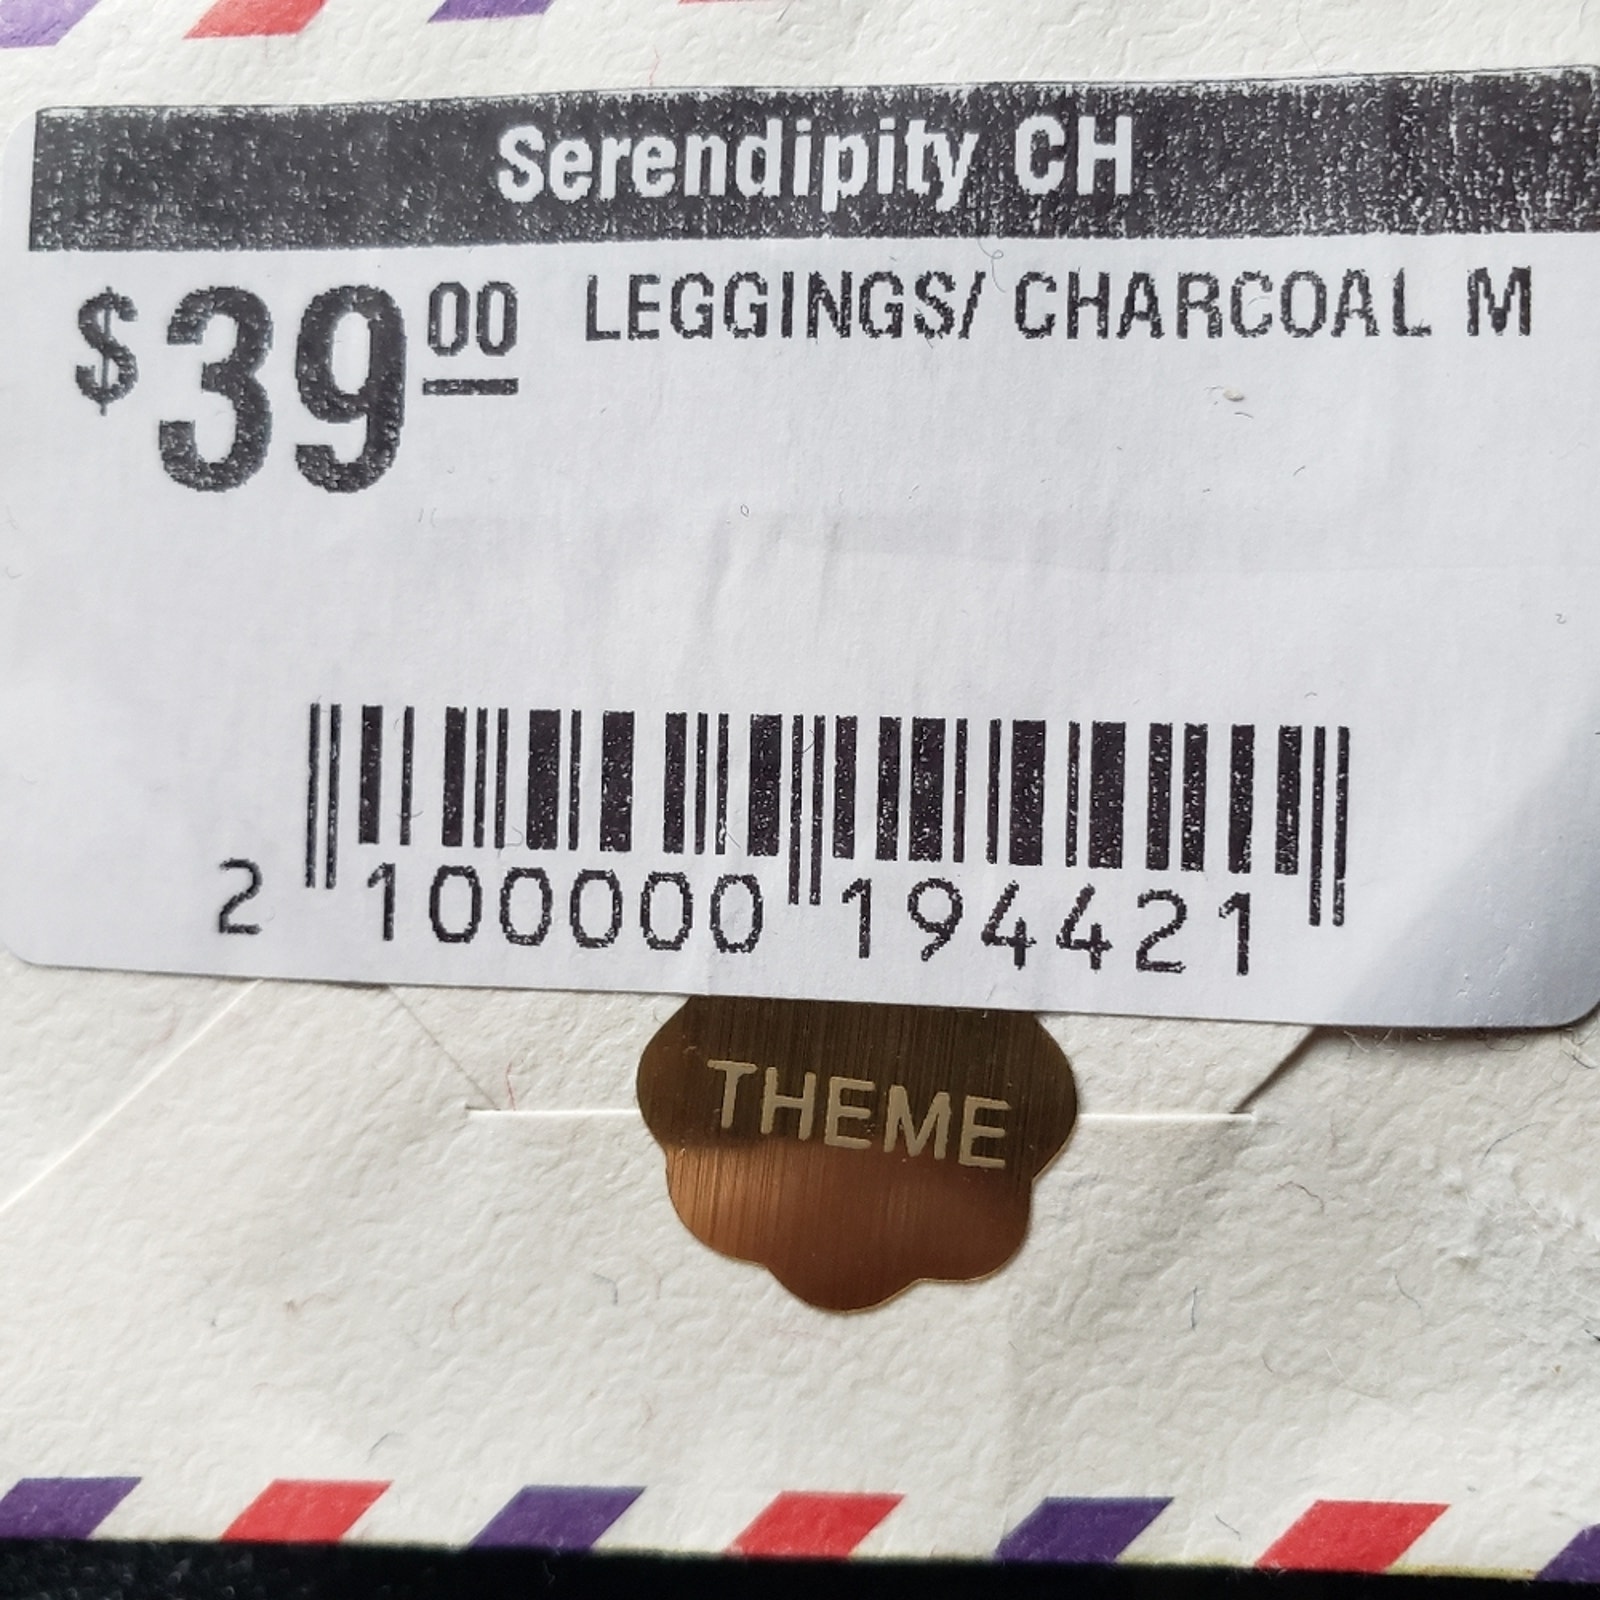 Serendipity CH
$39.00 LEGGINGS/ CHARCOAL M
2 100000 194421
THEME